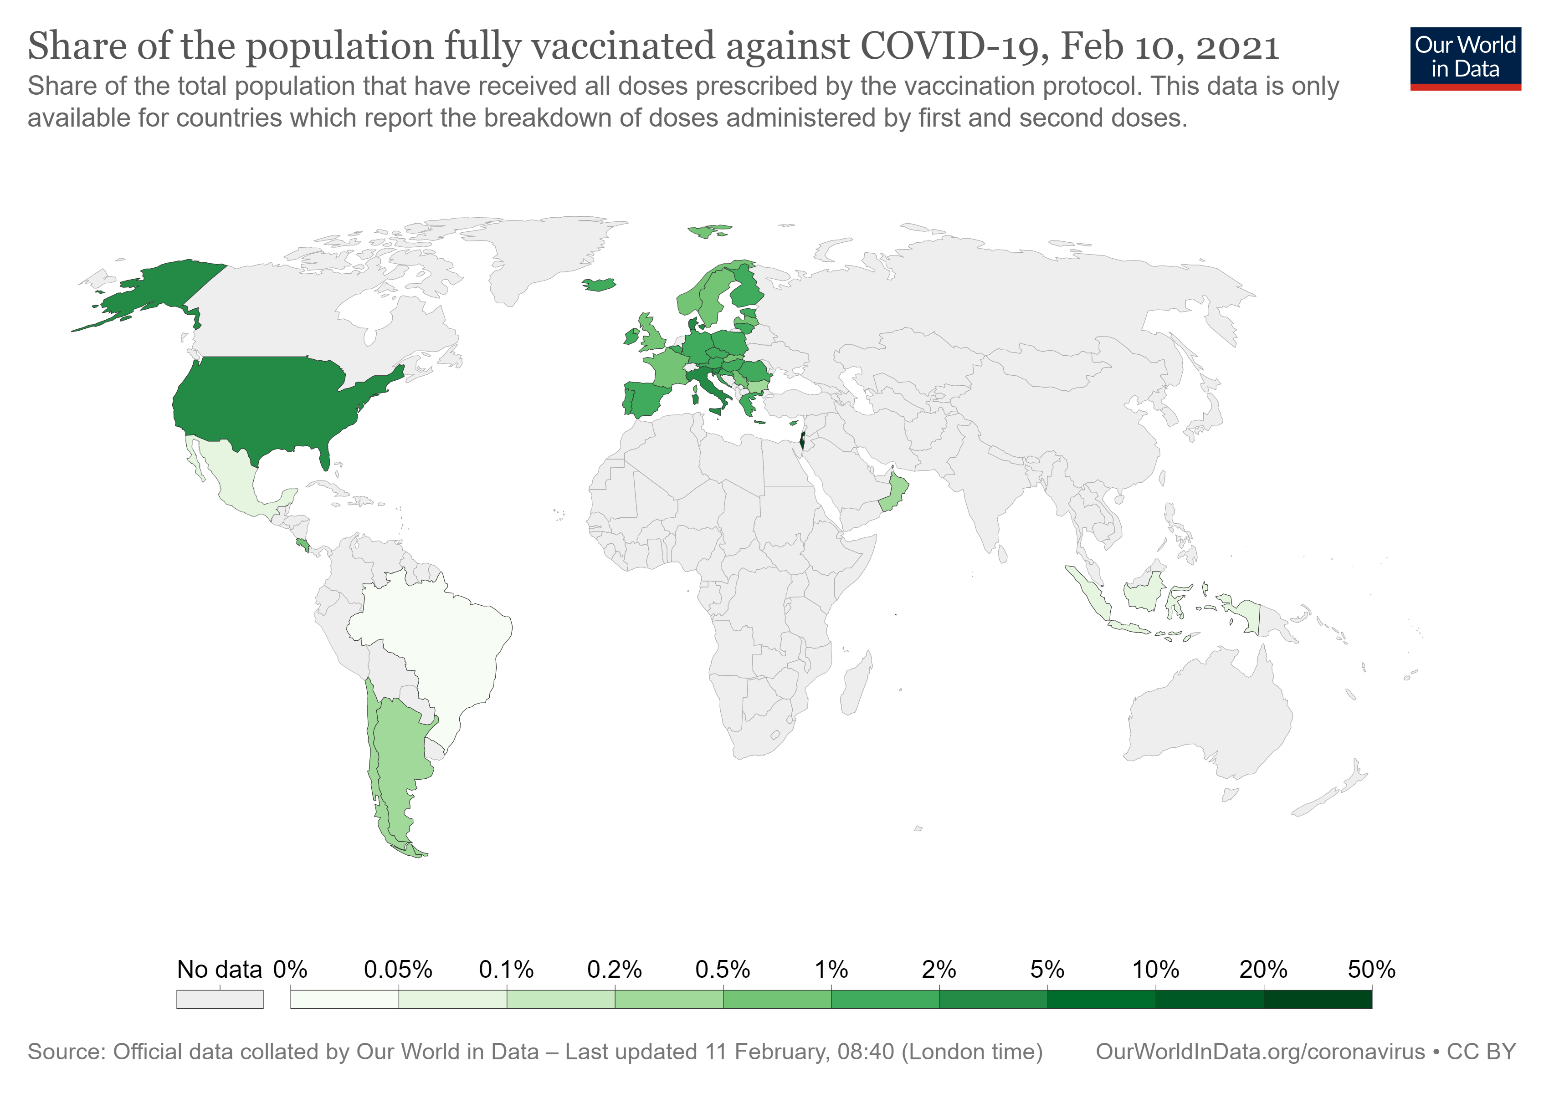 Share of the population fully vaccinated against COVID-19, Feb 10, 2021
Our World
in Data
Share of the total population that have received all doses prescribed by the vaccination protocol. This data is only
available for countries which report the breakdown of doses administered by first and second doses.
No data 0% 0.05% 0.1% 0.2% 0.5% 1% 2% 5% 10% 20% 50%
Source: Official data collated by Our World in Data – Last updated 11 February, 08:40 (London time)
OurWorldInData.org/coronavirus • CC BY